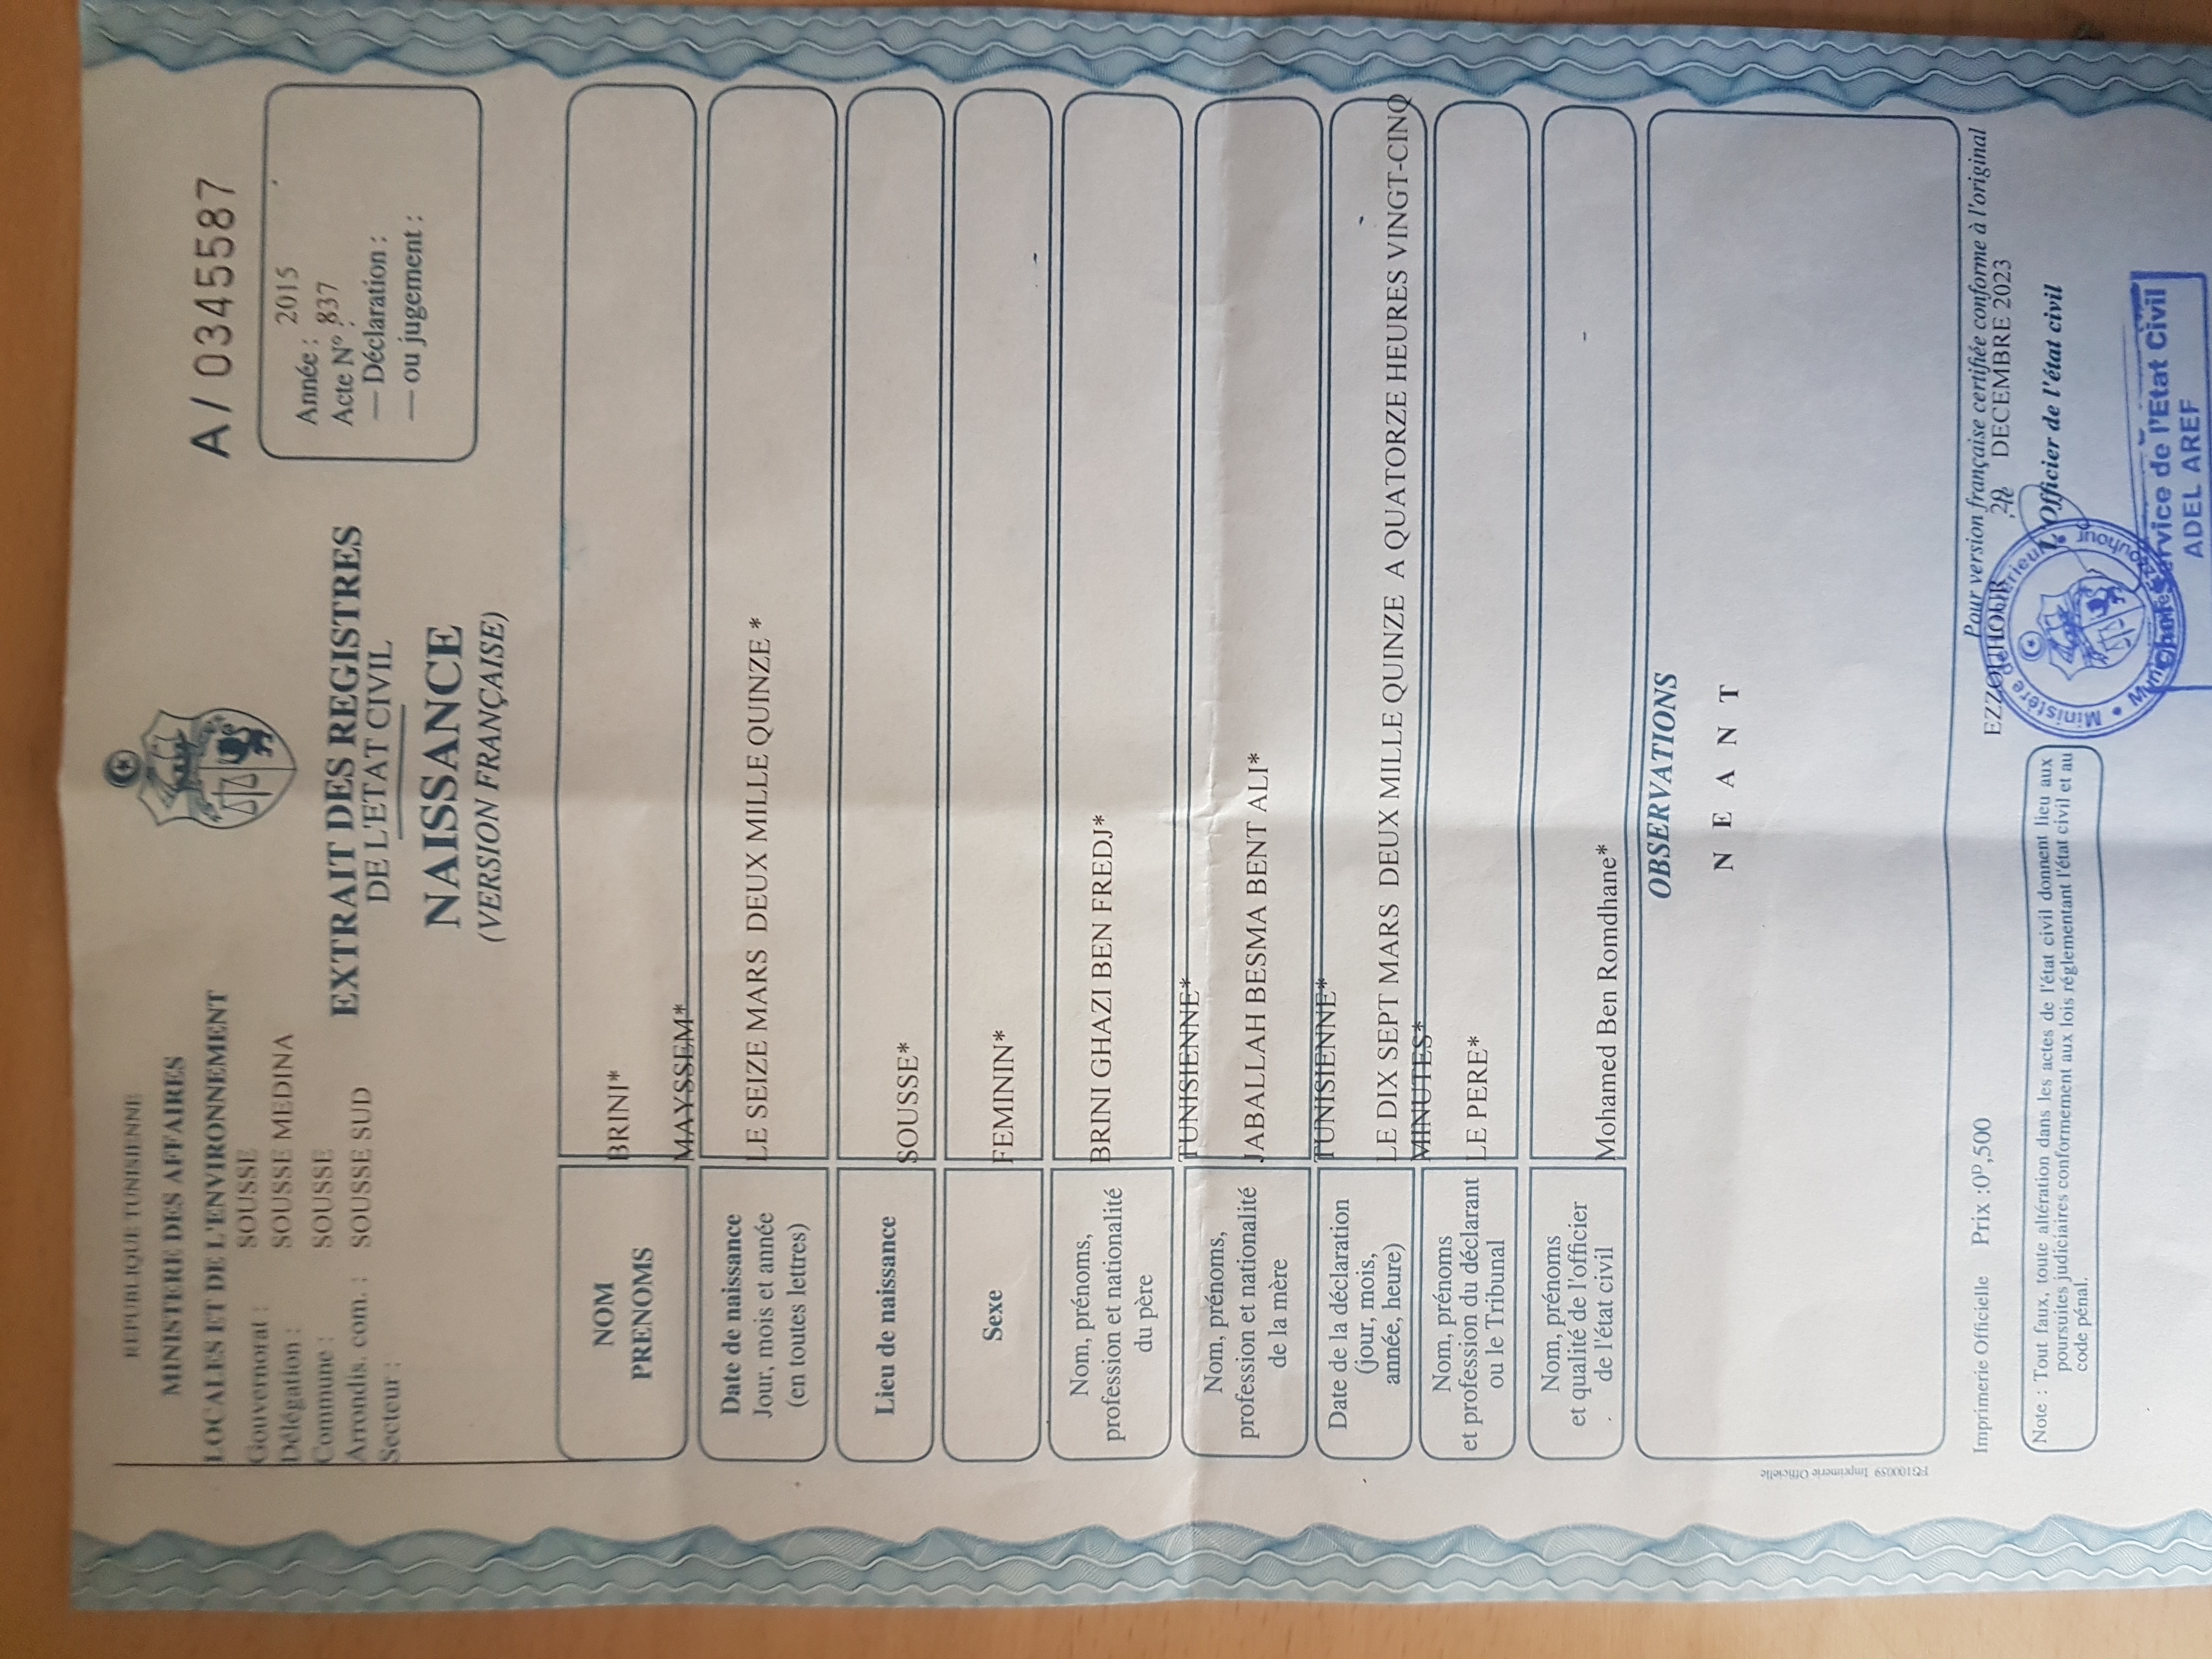 REPUBLIQUE TUNISIENNE
MINISTERE DES AFFAIRES
LOCALES ET DE L'ENVIRONNEMENT
Gouvernorat : SOUSSE
Délégation : SOUSSE MEDINA
Commune : SOUSSE
Arrondis. com. : SOUSSE SUD
Secteur :
A/ 0345587
Année : 2015
Acte N° : 837
— Déclaration :
— ou jugement :
EXTRAIT DES REGISTRES
DE L'ETAT CIVIL
NAISSANCE
(VERSION FRANÇAISE)
NOM
PRENOMS
BRINI*
MAYSSEM*
Date de naissance
Jour, mois et année
(en toutes lettres)
LE SEIZE MARS DEUX MILLE QUINZE *
Lieu de naissance
SOUSSE*
Sexe
FEMININ*
Nom, prénoms,
profession et nationalité
du père
BRINI GHAZI BEN FREDJ*
TUNISIENNE*
Nom, prénoms,
profession et nationalité
de la mère
JABALLAH BESMA BENT ALI*
TUNISIENNE*
Date de la déclaration
(jour, mois,
année, heure)
LE DIX SEPT MARS DEUX MILLE QUINZE A QUATORZE HEURES VINGT-CINQ
MINUTES*
Nom, prénoms
et profession du déclarant
ou le Tribunal
LE PERE*
Nom, prénoms
et qualité de l'officier
de l'état civil
Mohamed Ben Romdhane*
OBSERVATIONS
N E A N T
FG100059 Imprimerie Officielle
Imprimerie Officielle Prix :0ᴰ,500
Pour version française certifiée conforme à l'original
EZZOUHOUR DECEMBRE 2023
L'Officier de l'état civil
Note : Tout faux, toute altération dans les actes de l'état civil donnent lieu aux
poursuites judiciaires conformement aux lois réglementant l'état civil et au
code pénal.
Service de l'Etat Civil
ADEL AREF